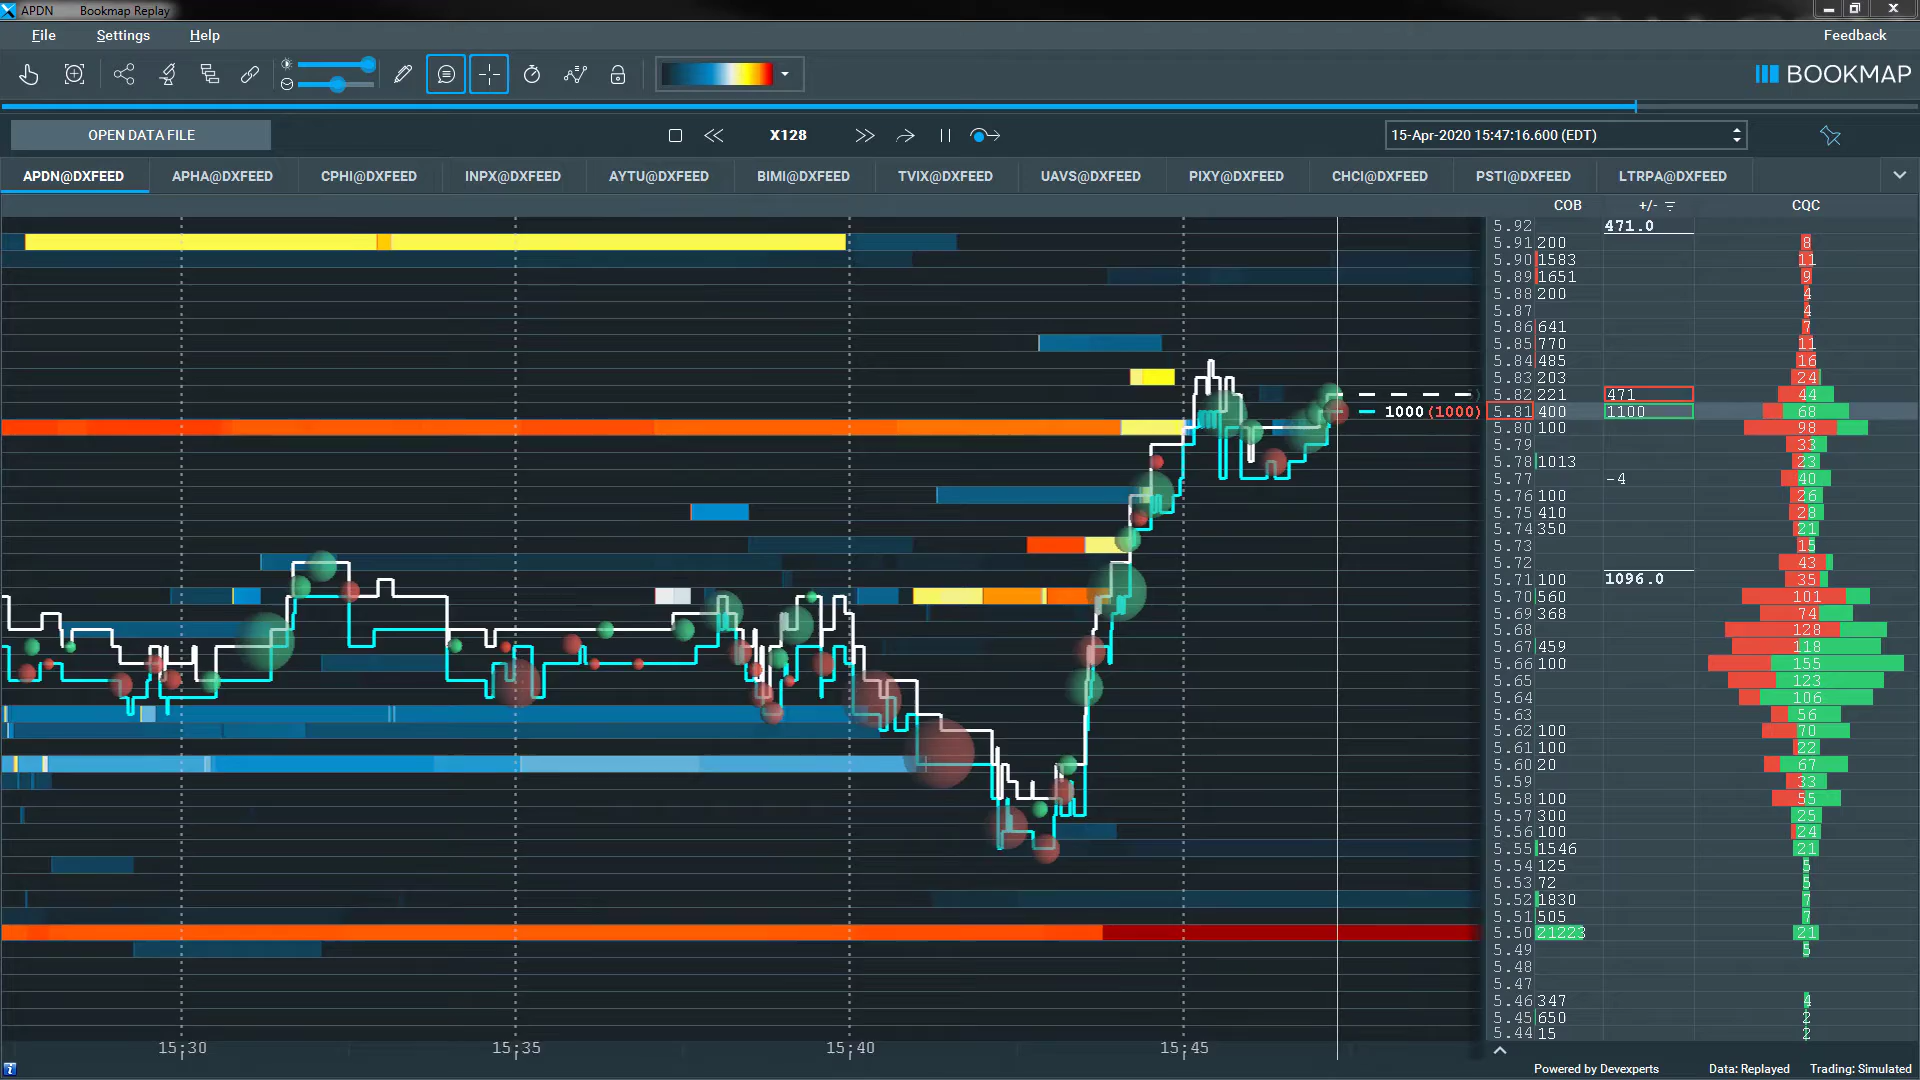 APDN Bookmap Replay
File Settings Help Feedback
BOOKMAP
OPEN DATA FILE X128 15-Apr-2020 15:47:16.600 (EDT)
APDN@DXFEED APHA@DXFEED CPHI@DXFEED INPX@DXFEED AYTU@DXFEED BIMI@DXFEED TVIX@DXFEED UAVS@DXFEED PIXY@DXFEED CHCI@DXFEED PSTI@DXFEED LTRPA@DXFEED
COB +/- CQC
5.92 471.0
5.91 200 8
5.90 1583 11
5.89 1651 9
5.88 200 4
5.87 4
5.86 641 7
5.85 770 11
5.84 485 16
5.83 203 24
5.82 221 471 44
1000 (1000) 5.81 400 1100 68
5.80 100 98
5.79 33
5.78 1013 23
5.77 -4 40
5.76 100 26
5.75 410 28
5.74 350 21
5.73 15
5.72 43
5.71 100 1096.0 35
5.70 560 101
5.69 368 74
5.68 128
5.67 459 118
5.66 100 155
5.65 123
5.64 106
5.63 56
5.62 100 70
5.61 100 22
5.60 20 67
5.59 33
5.58 100 55
5.57 300 25
5.56 100 24
5.55 1546 21
5.54 125 5
5.53 72 5
5.52 1830 7
5.51 505 7
5.50 21223 21
5.49 5
5.48
5.47
5.46 347 4
5.45 650 2
5.44 15 2
15:30 15:35 15:40 15:45
Powered by Devexperts Data: Replayed Trading: Simulated